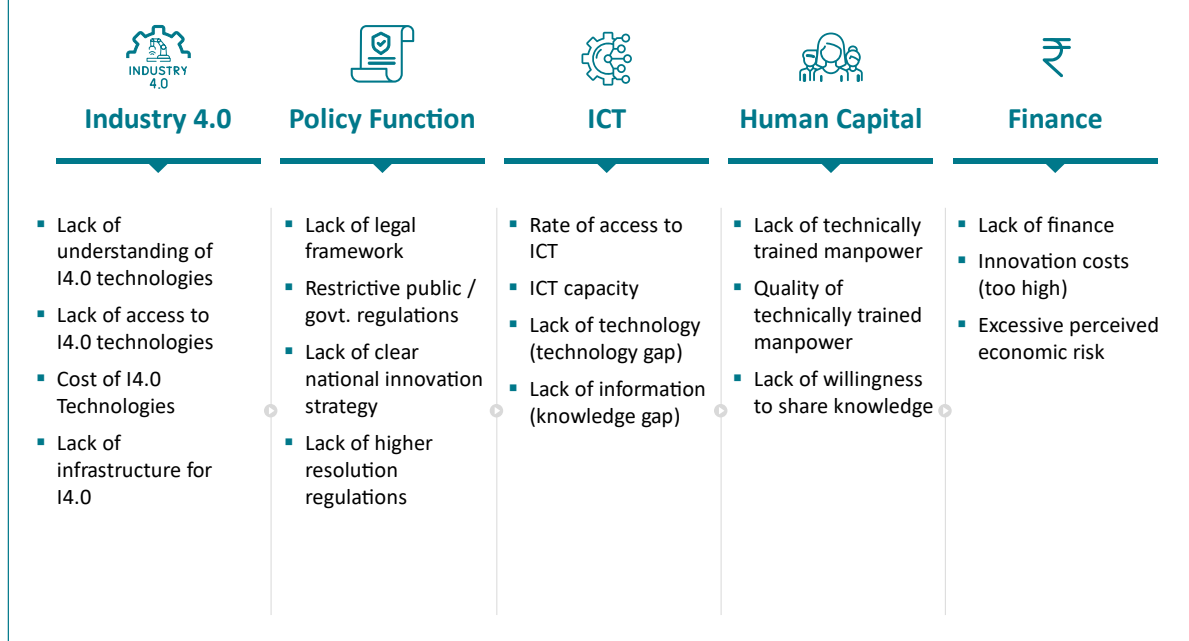 INDUSTRY
4.0
Industry 4.0
Policy Function
ICT
Human Capital
₹
Finance
▪ Lack of
understanding of
I4.0 technologies
▪ Lack of access to
I4.0 technologies
▪ Cost of I4.0
Technologies
▪ Lack of
infrastructure for
I4.0
▪ Lack of legal
framework
▪ Restrictive public /
govt. regulations
▪ Lack of clear
national innovation
strategy
▪ Lack of higher
resolution
regulations
▪ Rate of access to
ICT
▪ ICT capacity
▪ Lack of technology
(technology gap)
▪ Lack of information
(knowledge gap)
▪ Lack of technically
trained manpower
▪ Quality of
technically trained
manpower
▪ Lack of willingness
to share knowledge
▪ Lack of finance
▪ Innovation costs
(too high)
▪ Excessive perceived
economic risk